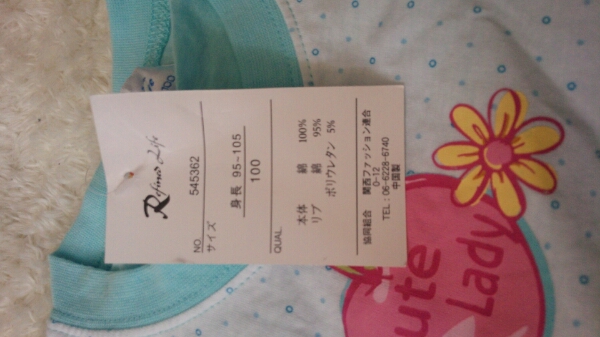 Refine Life
NO. 545362
サイズ
身長 95~105
100
QUAL.
本体 綿 100%
リブ 綿 95%
ポリウレタン 5%
協同組合 関西ファッション連合
0-12
TEL:06-6228-6740
中国製
ute
Lady